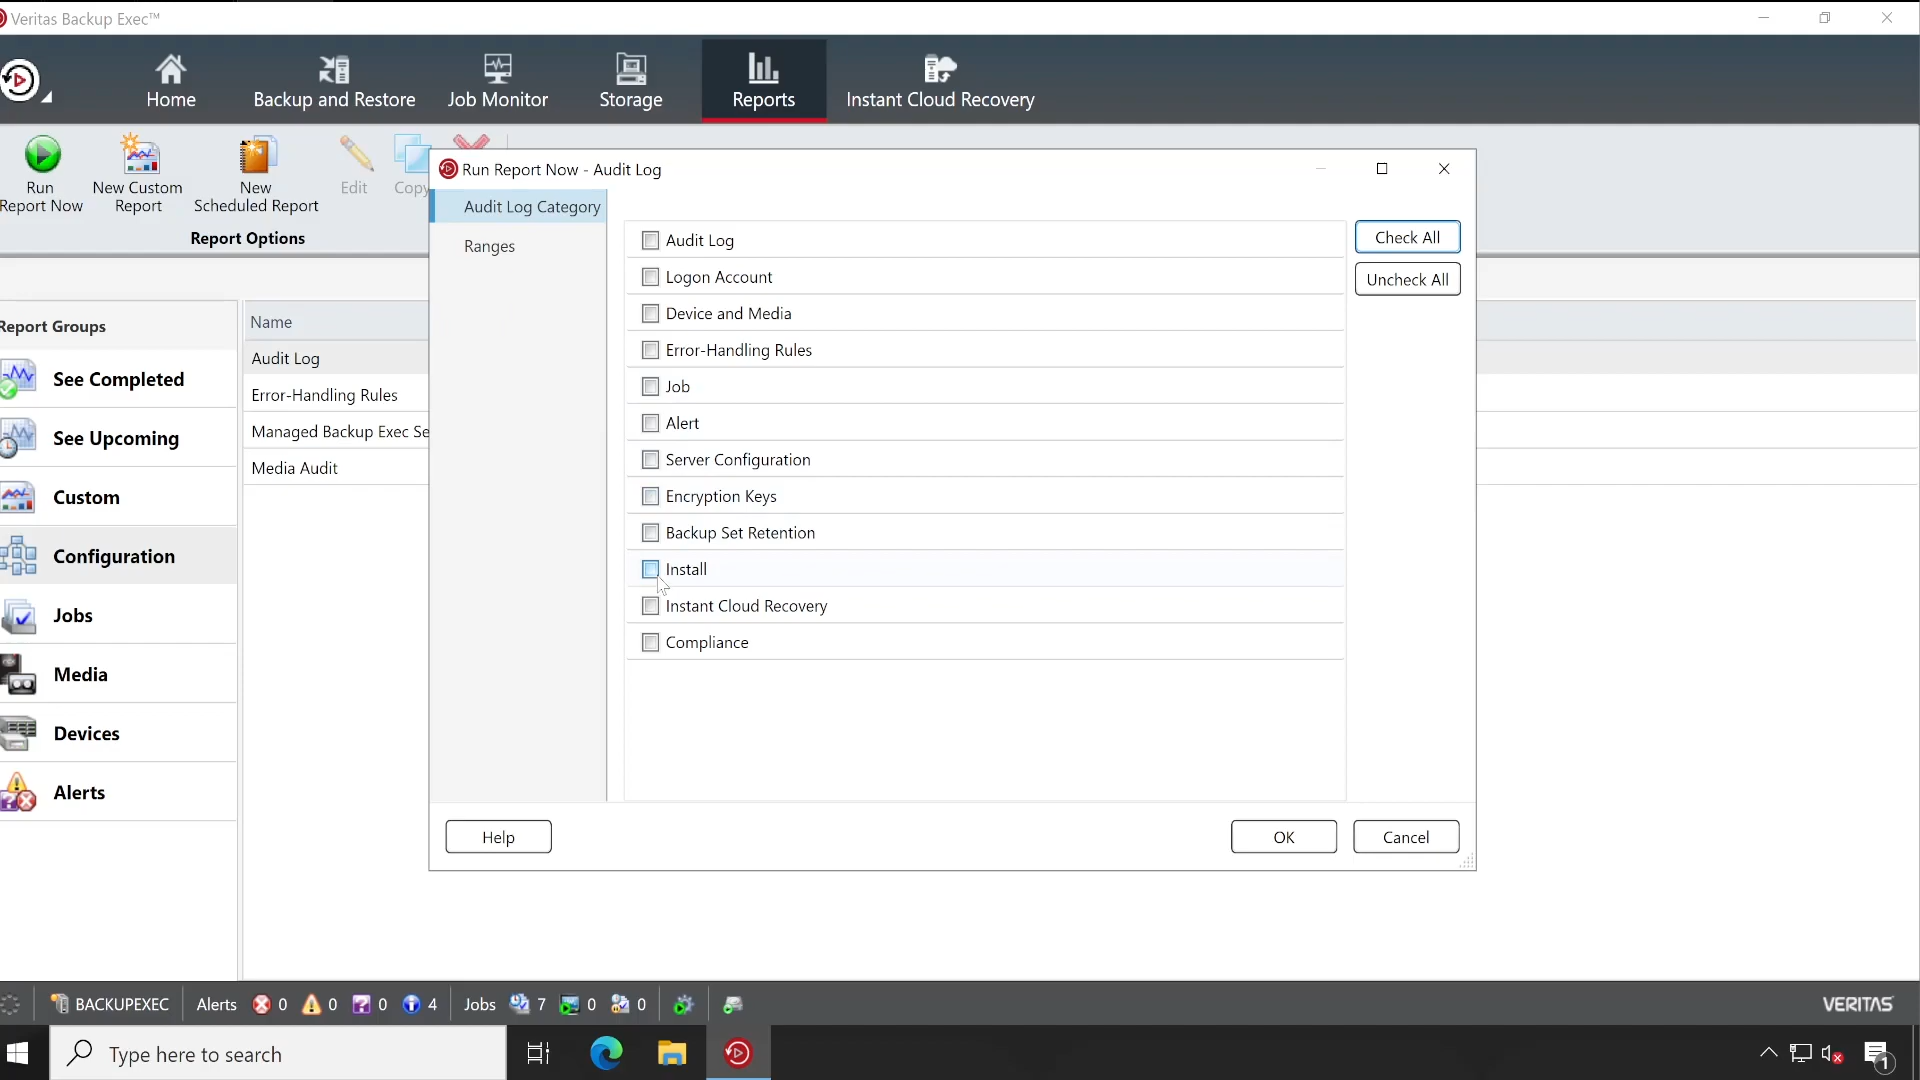 Veritas Backup Exec™
Home
Backup and Restore
Job Monitor
Storage
Reports
Instant Cloud Recovery
Run
Report Now
New Custom
Report
New
Scheduled Report
Edit
Copy
Report Options
Run Report Now - Audit Log
Audit Log Category
Ranges
Audit Log
Logon Account
Device and Media
Error-Handling Rules
Job
Alert
Server Configuration
Encryption Keys
Backup Set Retention
Install
Instant Cloud Recovery
Compliance
Check All
Uncheck All
Help
OK
Cancel
Report Groups
See Completed
See Upcoming
Custom
Configuration
Jobs
Media
Devices
Alerts
Name
Audit Log
Error-Handling Rules
Managed Backup Exec Se
Media Audit
BACKUPEXEC Alerts 0 0 0 4 Jobs 7 0 0 VERITAS
Type here to search
1